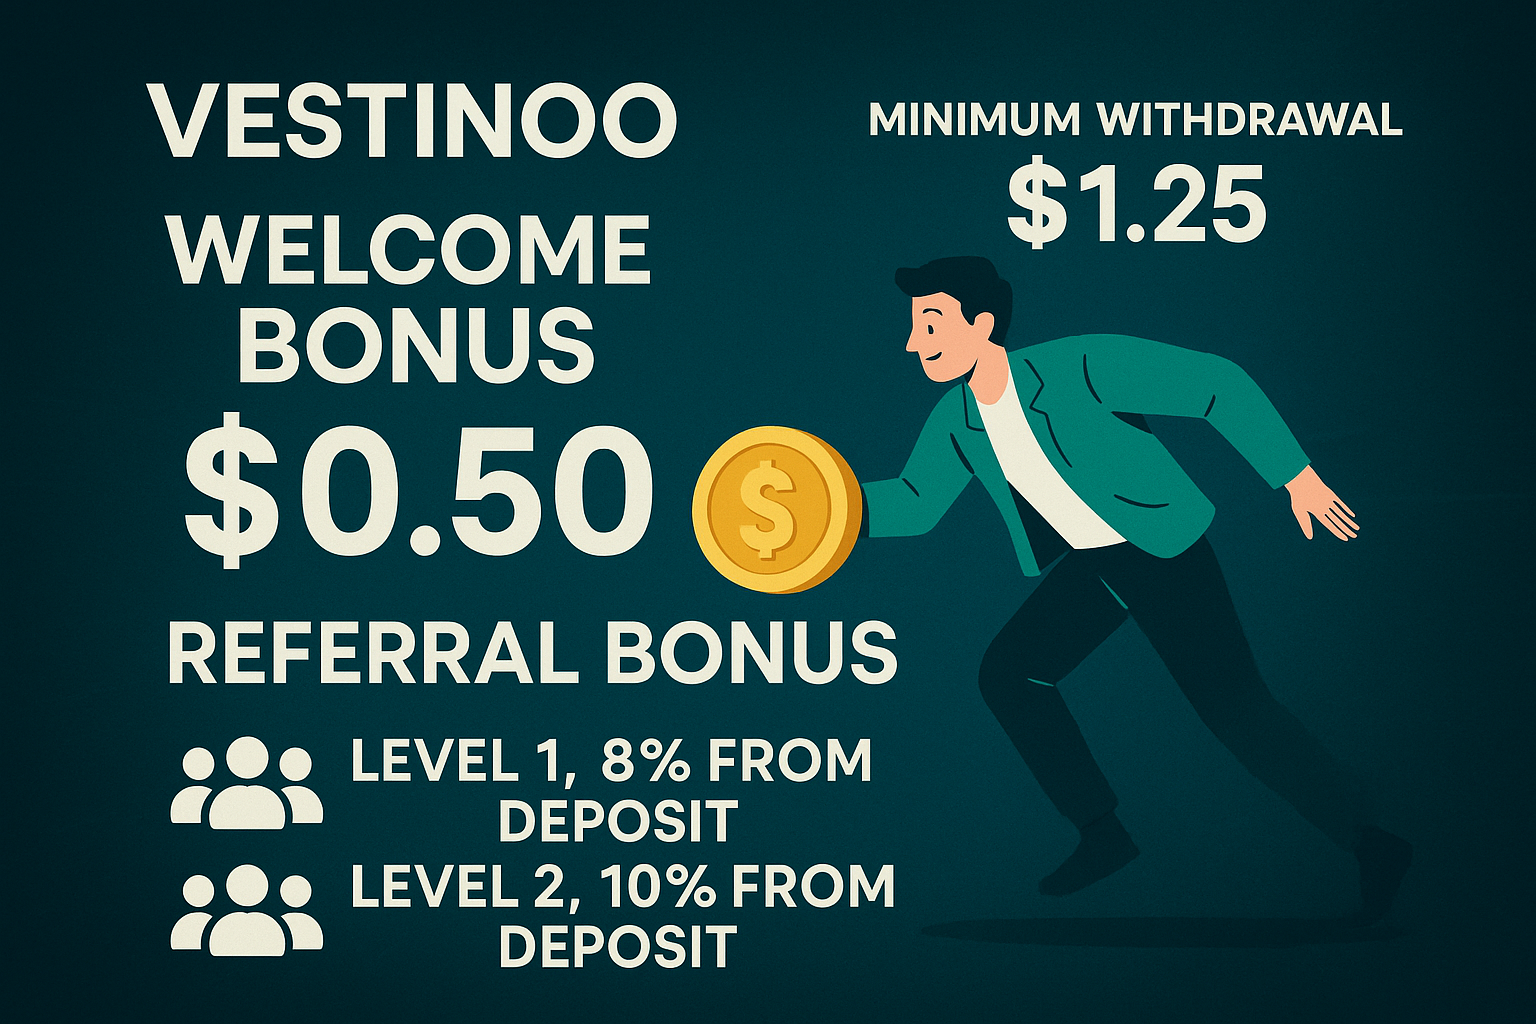 VESTINOO
WELCOME
BONUS
$0.50
MINIMUM WITHDRAWAL
$1.25
REFERRAL BONUS
LEVEL 1, 8% FROM
DEPOSIT
LEVEL 2, 10% FROM
DEPOSIT